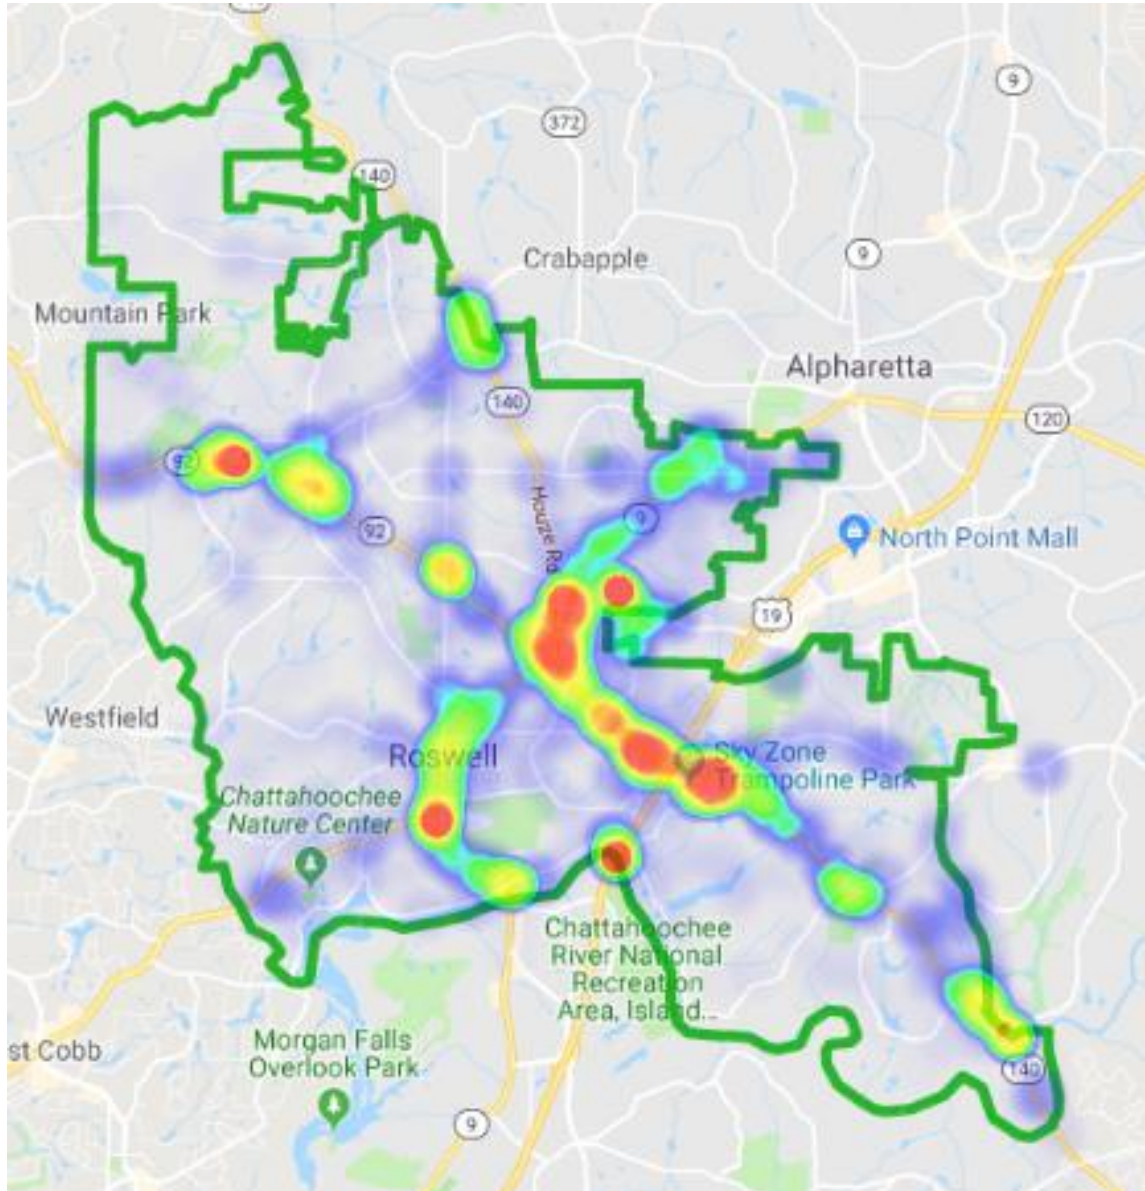 9
372
140
9
Crabapple
Mountain Park
Alpharetta
140
120
92
Houze Rd
9
92
North Point Mall
19
Westfield
Roswell
Sky Zone
Trampoline Park
Chattahoochee
Nature Center
Chattahoochee
River National
Recreation
Area, Island...
st Cobb
Morgan Falls
Overlook Park
140
9